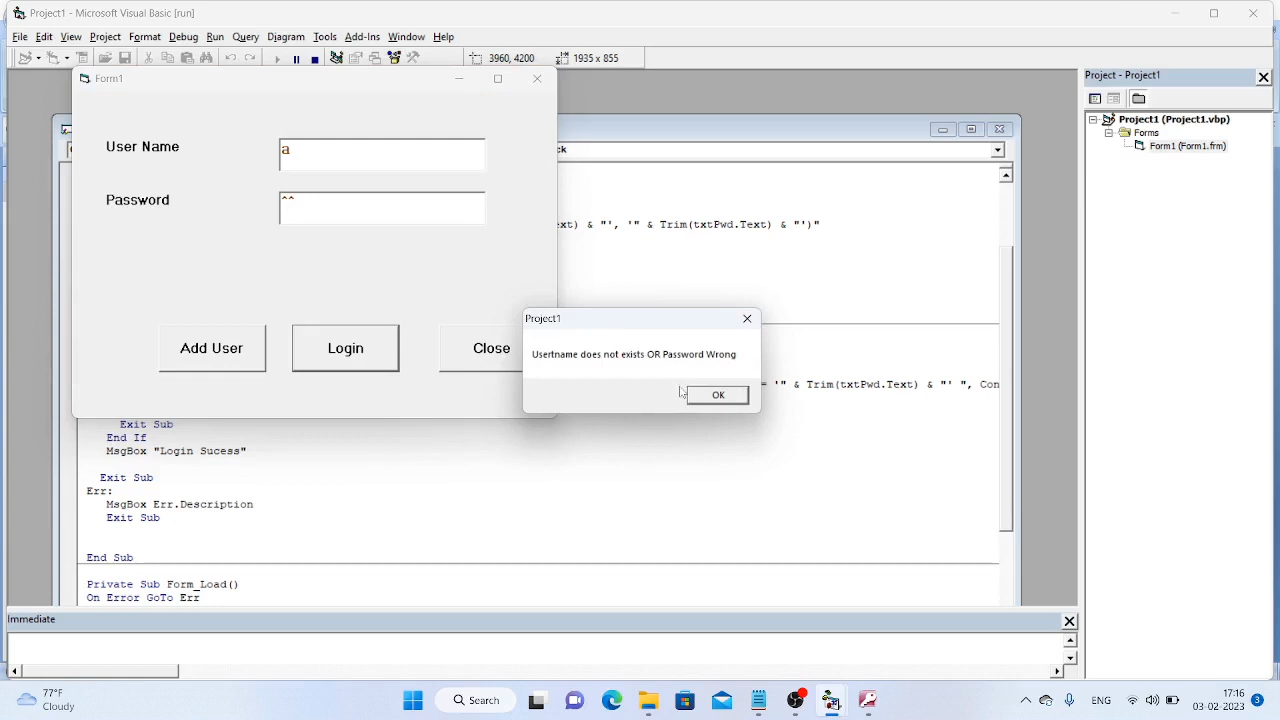 Project1 - Microsoft Visual Basic [run]
File Edit View Project Format Debug Run Query Diagram Tools Add-Ins Window Help
3960, 4200 1935 x 855
Form1
User Name a
Password ^^
Add User Login Close
Project1
Usertname does not exists OR Password Wrong
OK
ck
ext) & "', '" & Trim(txtPwd.Text) & "')"
= '" & Trim(txtPwd.Text) & "' ", Con
Exit Sub
End If
MsgBox "Login Sucess"
Exit Sub
Err:
MsgBox Err.Description
Exit Sub
End Sub
Private Sub Form_Load()
On Error GoTo Err
Immediate
Project - Project1
Project1 (Project1.vbp)
Forms
Form1 (Form1.frm)
77°F
Cloudy
Search
ENG
17:16
03-02-2023
3